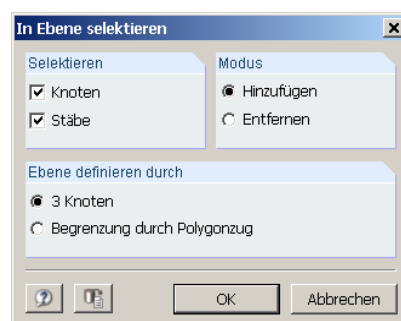 In Ebene selektieren
Selektieren
Knoten
Stäbe
Modus
Hinzufügen
Entfernen
Ebene definieren durch
3 Knoten
Begrenzung durch Polygonzug
OK
Abbrechen